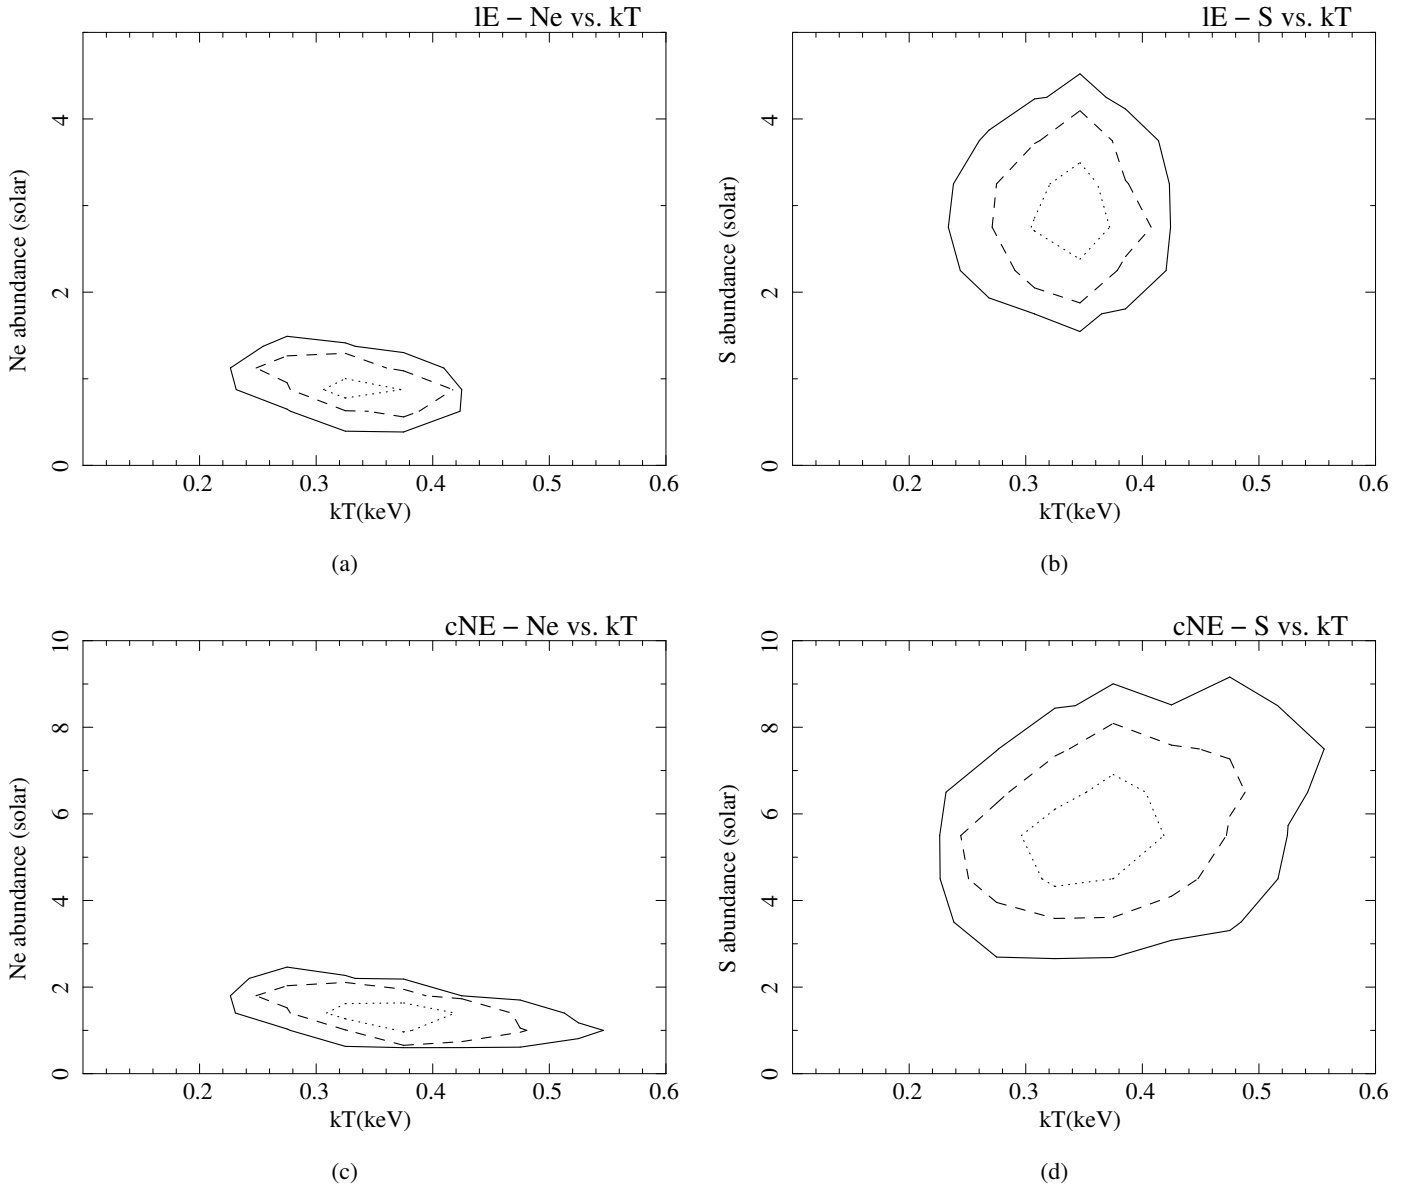 lE − Ne vs. kT
Ne abundance (solar)
0 2 4
0.2 0.3 0.4 0.5 0.6
kT(keV)
(a)
lE − S vs. kT
S abundance (solar)
0 2 4
0.2 0.3 0.4 0.5 0.6
kT(keV)
(b)
cNE − Ne vs. kT
Ne abundance (solar)
0 2 4 6 8 10
0.2 0.3 0.4 0.5 0.6
kT(keV)
(c)
cNE − S vs. kT
S abundance (solar)
0 2 4 6 8 10
0.2 0.3 0.4 0.5 0.6
kT(keV)
(d)